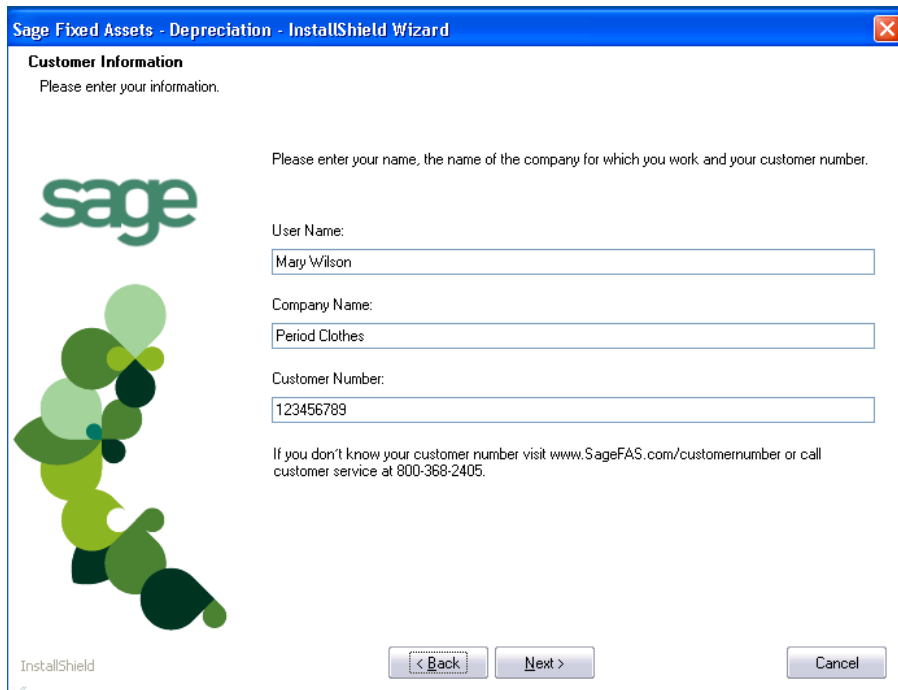 Sage Fixed Assets - Depreciation - InstallShield Wizard
Customer Information
Please enter your information.
Please enter your name, the name of the company for which you work and your customer number.
sage
User Name:
Mary Wilson
Company Name:
Period Clothes
Customer Number:
123456789
If you don't know your customer number visit www.SageFAS.com/customernumber or call
customer service at 800-368-2405.
InstallShield
< Back
Next >
Cancel